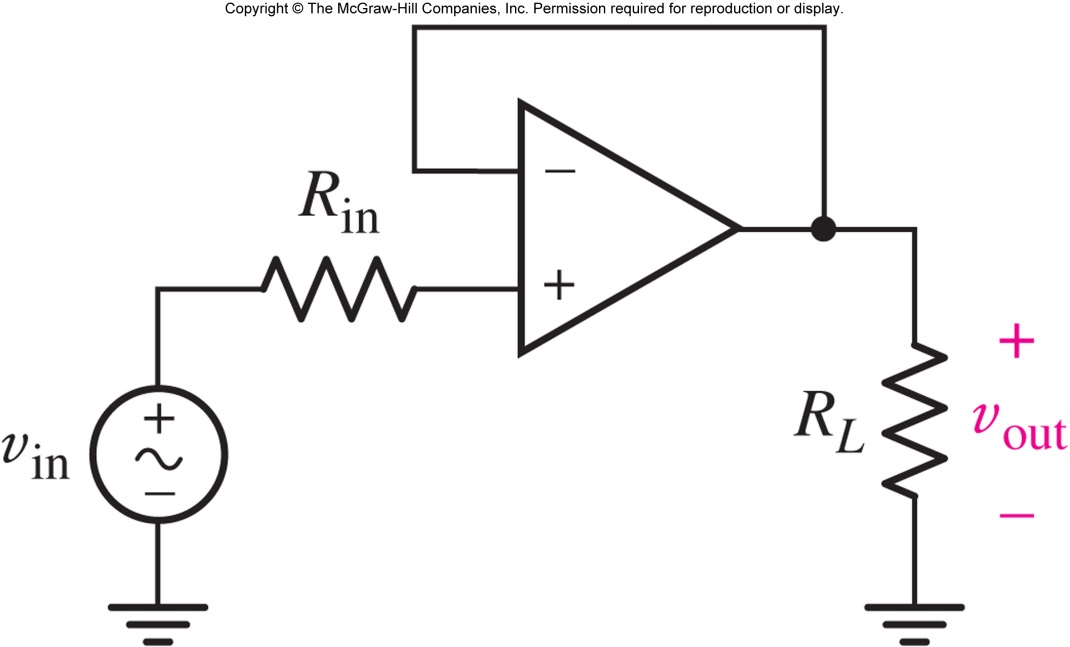 Copyright © The McGraw-Hill Companies, Inc. Permission required for reproduction or display.
−
R_in
+
+
+
v_in
∼
R_L
v_out
−
−